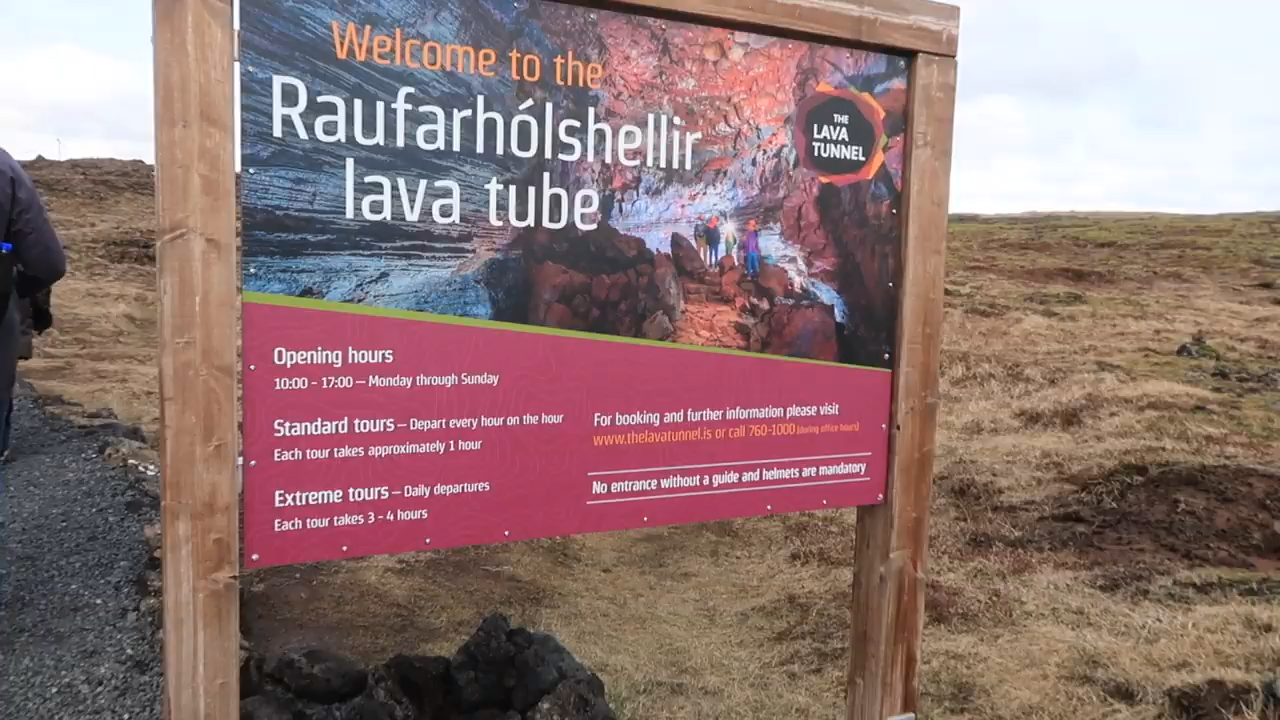 Welcome to the
Raufarhólshellir
lava tube
THE
LAVA
TUNNEL
Opening hours
10:00 - 17:00 — Monday through Sunday
Standard tours — Depart every hour on the hour
Each tour takes approximately 1 hour
Extreme tours — Daily departures
Each tour takes 3 - 4 hours
For booking and further information please visit
www.thelavatunnel.is or call 760-1000 (during office hours)
No entrance without a guide and helmets are mandatory